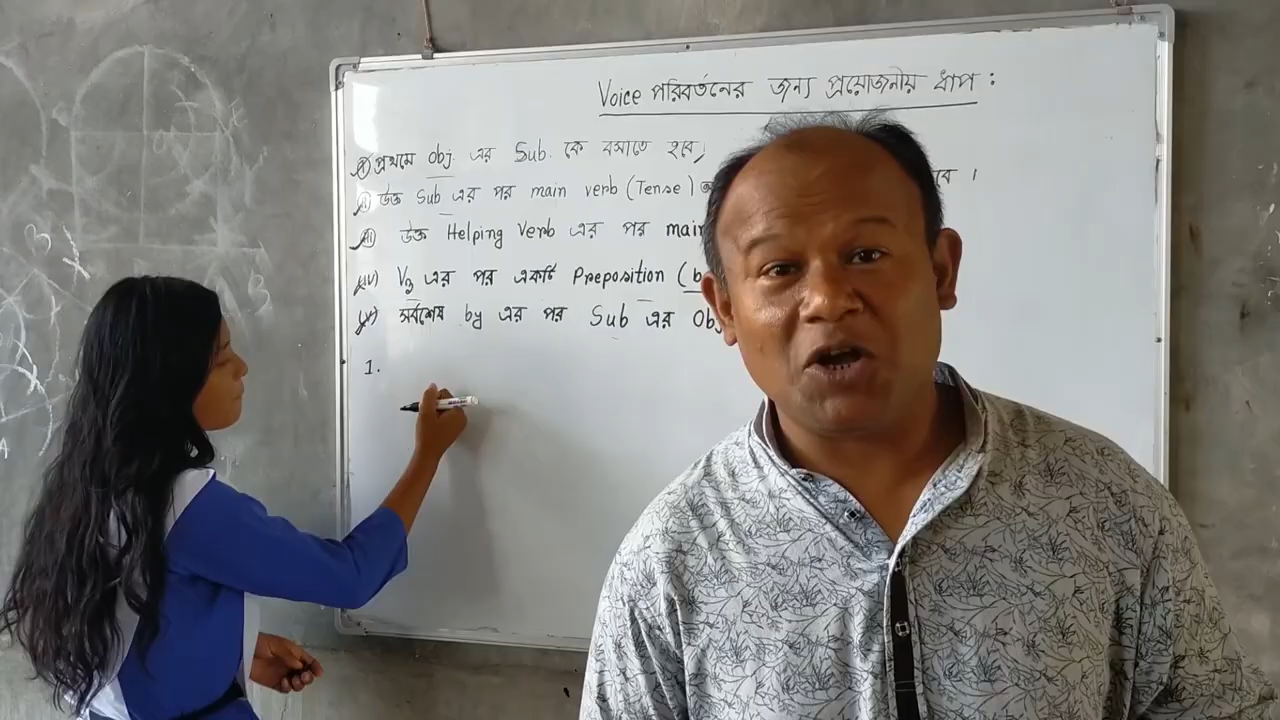 Voice পরিবর্তনের জন্য প্রয়োজনীয় ধাপ :
i) প্রথমে obj. এর Sub. কে বসাতে হবে,
ii) উক্ত Sub এর পর main verb (Tense) বে ।
iii) উক্ত Helping Verb এর পর main
iv) V3 এর পর একটি Preposition (b
v) সর্বশেষ by এর পর Sub এর Obj
1.
B
A